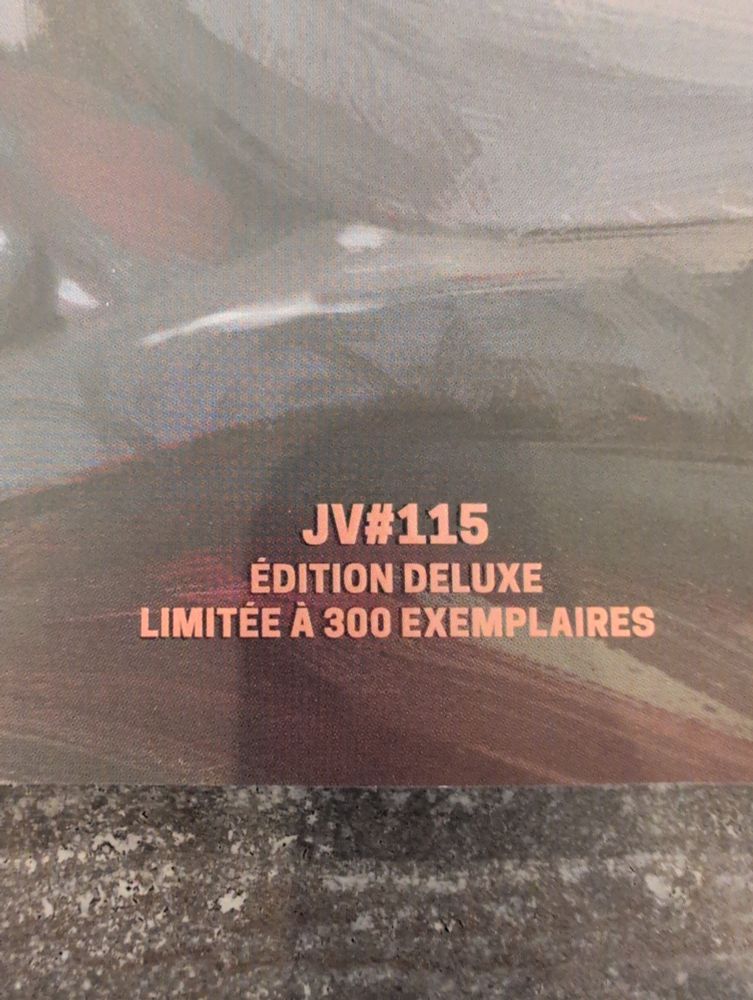 JV#115
ÉDITION DELUXE
LIMITÉE À 300 EXEMPLAIRES